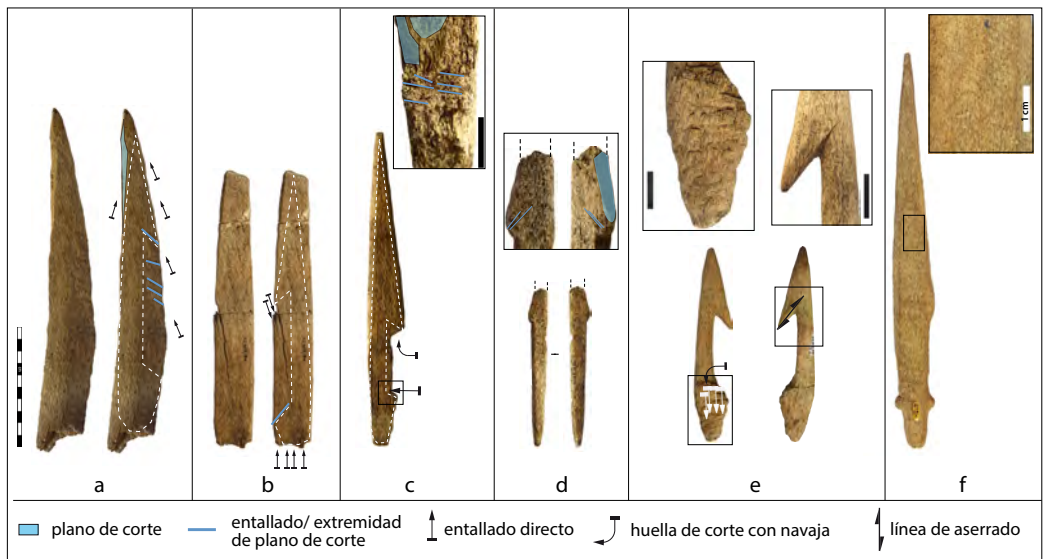 1 cm
a
b
c
d
e
f
plano de corte
entallado/ extremidad
de plano de corte
entallado directo
huella de corte con navaja
línea de aserrado